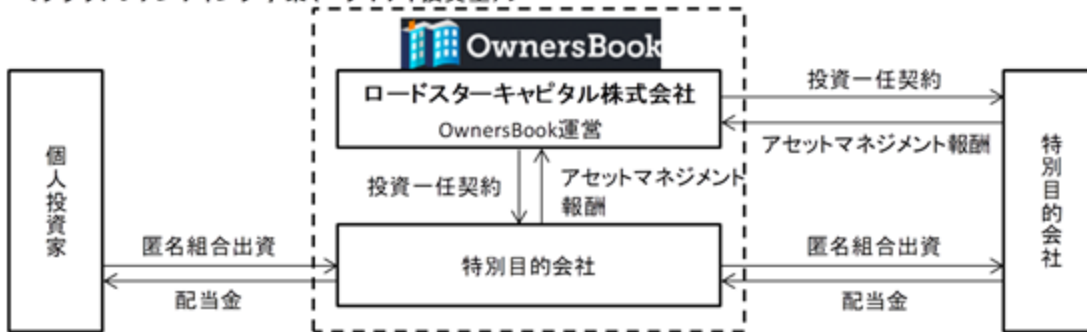 OwnersBook
ロードスターキャピタル株式会社
OwnersBook運営
投資一任契約
アセットマネジメント報酬
個人投資家
特別目的会社
投資一任契約
アセットマネジメント
報酬
匿名組合出資
配当金
特別目的会社
匿名組合出資
配当金